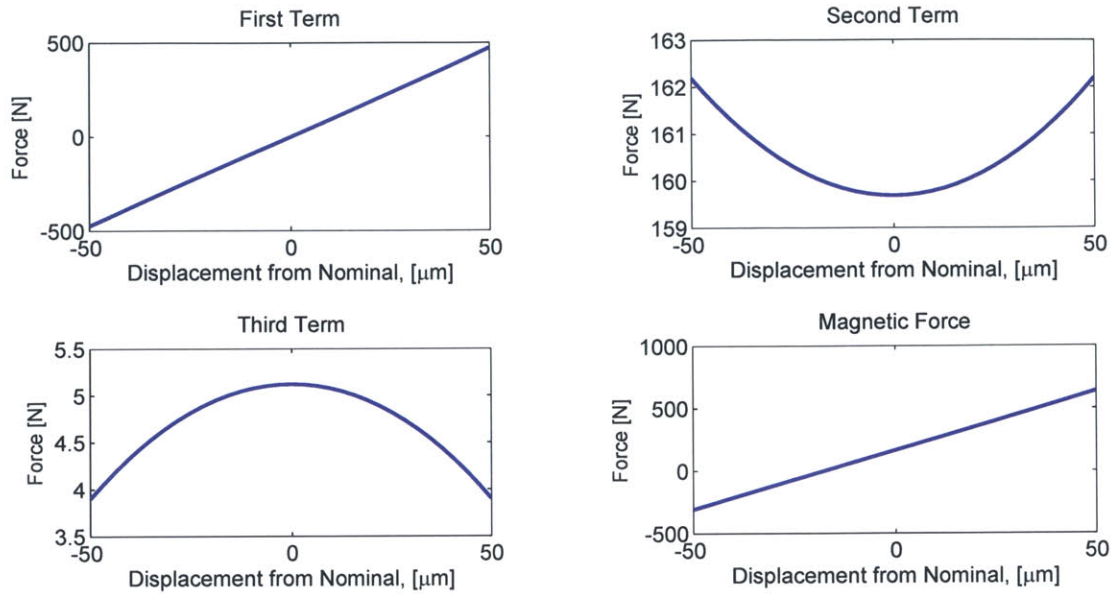 First Term
500
0
-500
-50
0
50
Force [N]
Displacement from Nominal, [μm]
Second Term
163
162
161
160
159
-50
0
50
Force [N]
Displacement from Nominal, [μm]
Third Term
5.5
5
4.5
4
3.5
-50
0
50
Force [N]
Displacement from Nominal, [μm]
Magnetic Force
1000
500
0
-500
-50
0
50
Force [N]
Displacement from Nominal, [μm]